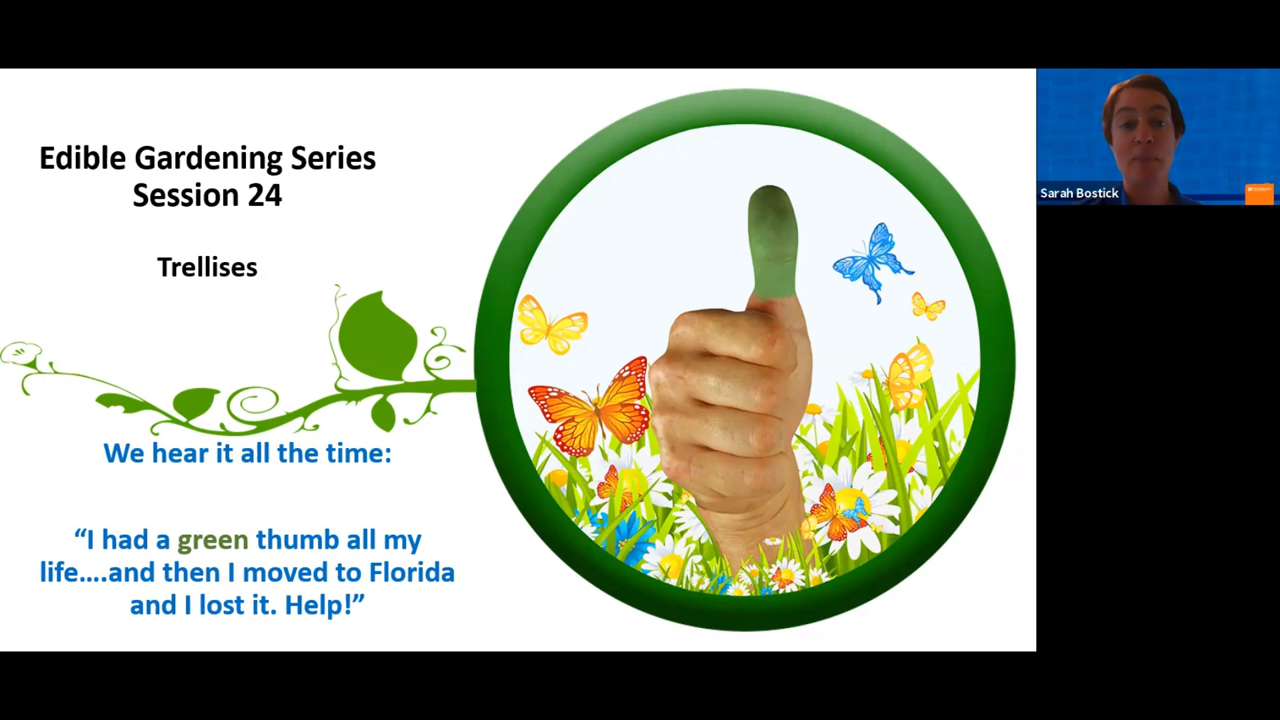 Edible Gardening Series
Session 24
Trellises
We hear it all the time:
“I had a green thumb all my
life....and then I moved to Florida
and I lost it. Help!”
Sarah Bostick